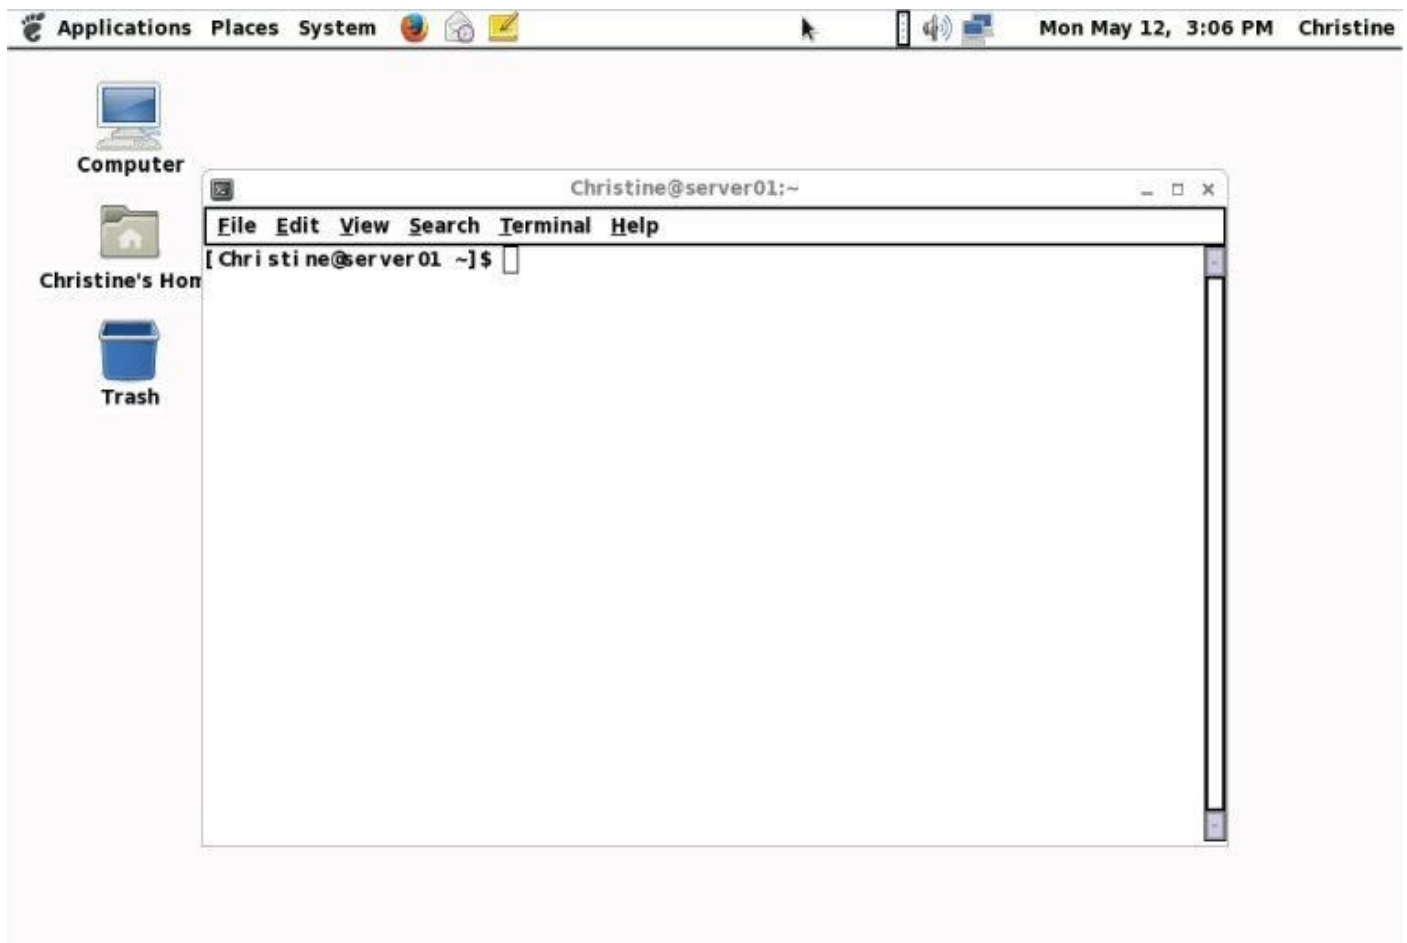 Applications Places System Mon May 12, 3:06 PM Christine
Computer
Christine@server01:~
File Edit View Search Terminal Help
[Christine@server01 ~]$
Christine's Hom
Trash